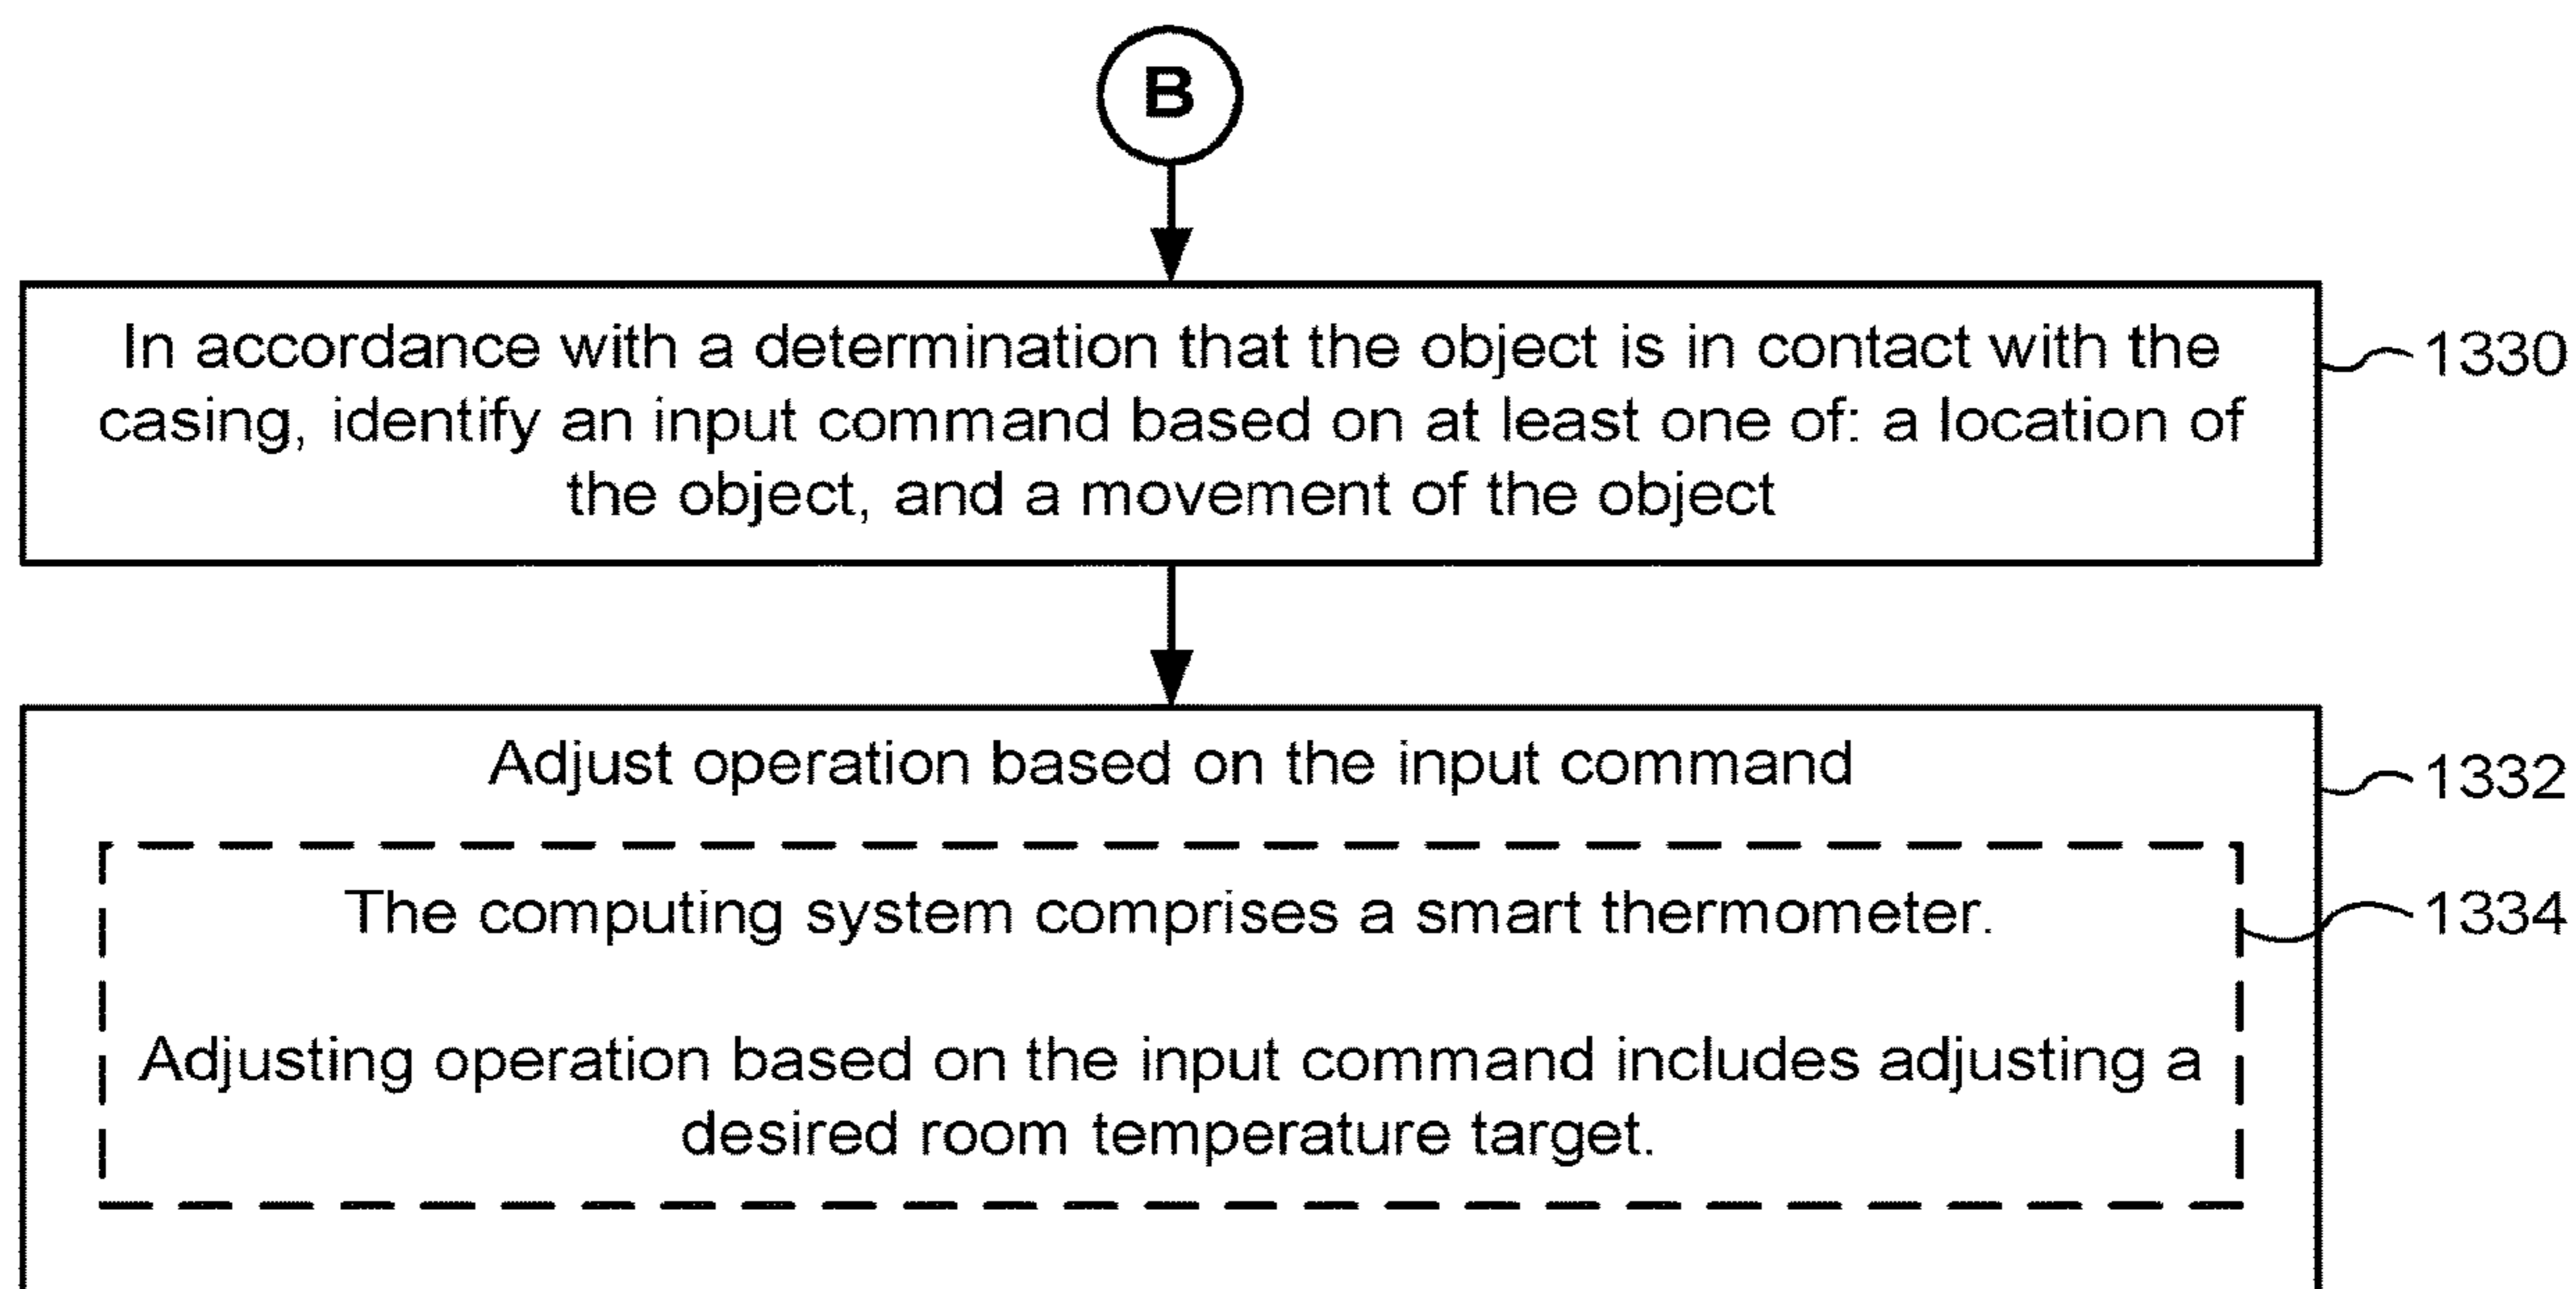 B
In accordance with a determination that the object is in contact with the
casing, identify an input command based on at least one of: a location of
the object, and a movement of the object
1330
Adjust operation based on the input command
1332
The computing system comprises a smart thermometer.
1334
Adjusting operation based on the input command includes adjusting a
desired room temperature target.